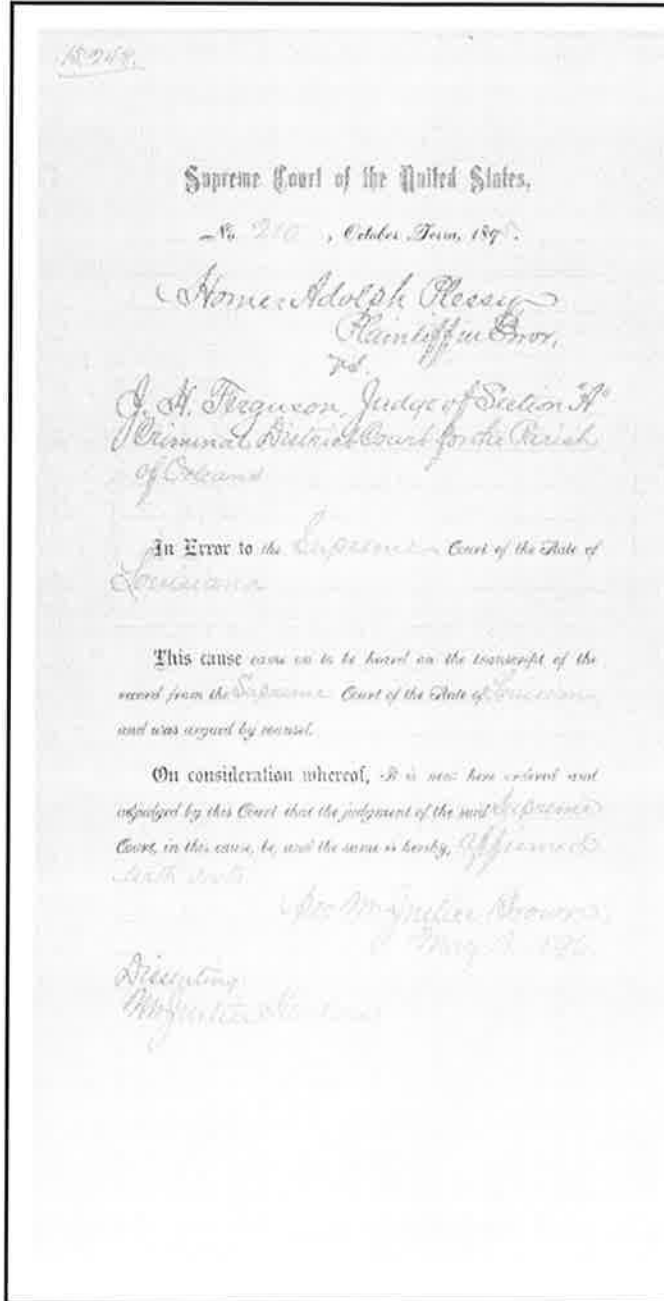 15,248.
Supreme Court of the United States,
No. 210, October Term, 1895.
Homer Adolph Plessy
Plaintiff in Error,
vs.
J. H. Ferguson, Judge of Section "A"
Criminal District Court for the Parish
of Orleans
In Error to the Supreme Court of the State of
Louisiana
This cause came on to be heard on the transcript of the
record from the Supreme Court of the State of Louisiana
and was argued by counsel.
On consideration whereof, It is now here ordered and
adjudged by this Court that the judgment of the said Supreme
Court, in this cause, be, and the same is hereby, affirmed
with costs.
Mr. Justice Brown,
May
Dissenting:
Mr. Justice Harlan